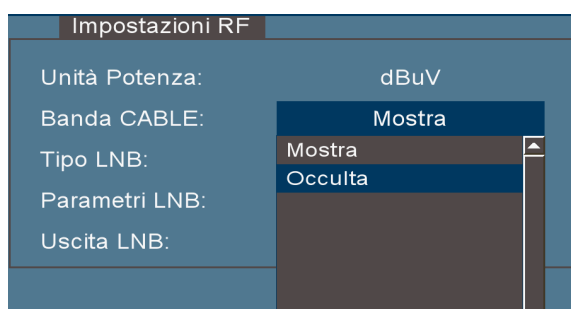 Impostazioni RF
Unità Potenza: dBuV
Banda CABLE: Mostra
Tipo LNB: Mostra
Occulta
Parametri LNB:
Uscita LNB: